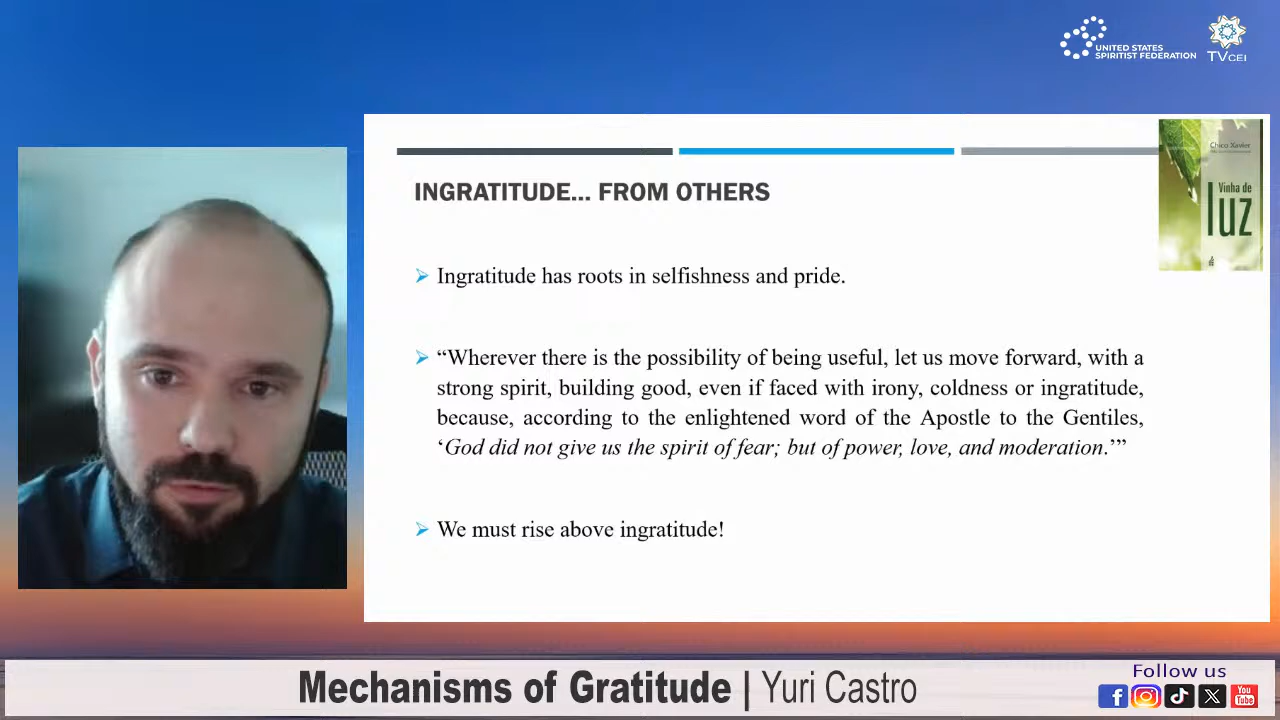 UNITED STATES
SPIRITIST FEDERATION
TVCEI
Chico Xavier
Vinha de
luz
INGRATITUDE... FROM OTHERS
Ingratitude has roots in selfishness and pride.
“Wherever there is the possibility of being useful, let us move forward, with a
strong spirit, building good, even if faced with irony, coldness or ingratitude,
because, according to the enlightened word of the Apostle to the Gentiles,
‘God did not give us the spirit of fear; but of power, love, and moderation.’”
We must rise above ingratitude!
Mechanisms of Gratitude | Yuri Castro
Follow us
You
Tube